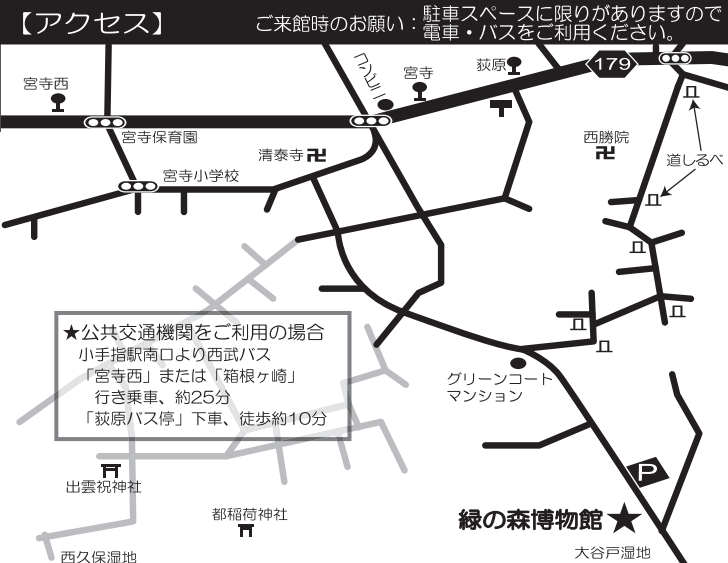 【アクセス】
ご来館時のお願い：駐車スペースに限りがありますので
電車・バスをご利用ください。
179
コンビニ
宮寺
荻原
宮寺西
宮寺保育園
西勝院
清泰寺
道しるべ
宮寺小学校
★公共交通機関をご利用の場合
小手指駅南口より西武バス
「宮寺西」または「箱根ヶ崎」
行き乗車、約25分
「荻原バス停」下車、徒歩約10分
グリーンコート
マンション
P
出雲祝神社
都稲荷神社
緑の森博物館★
西久保湿地
大谷戸湿地